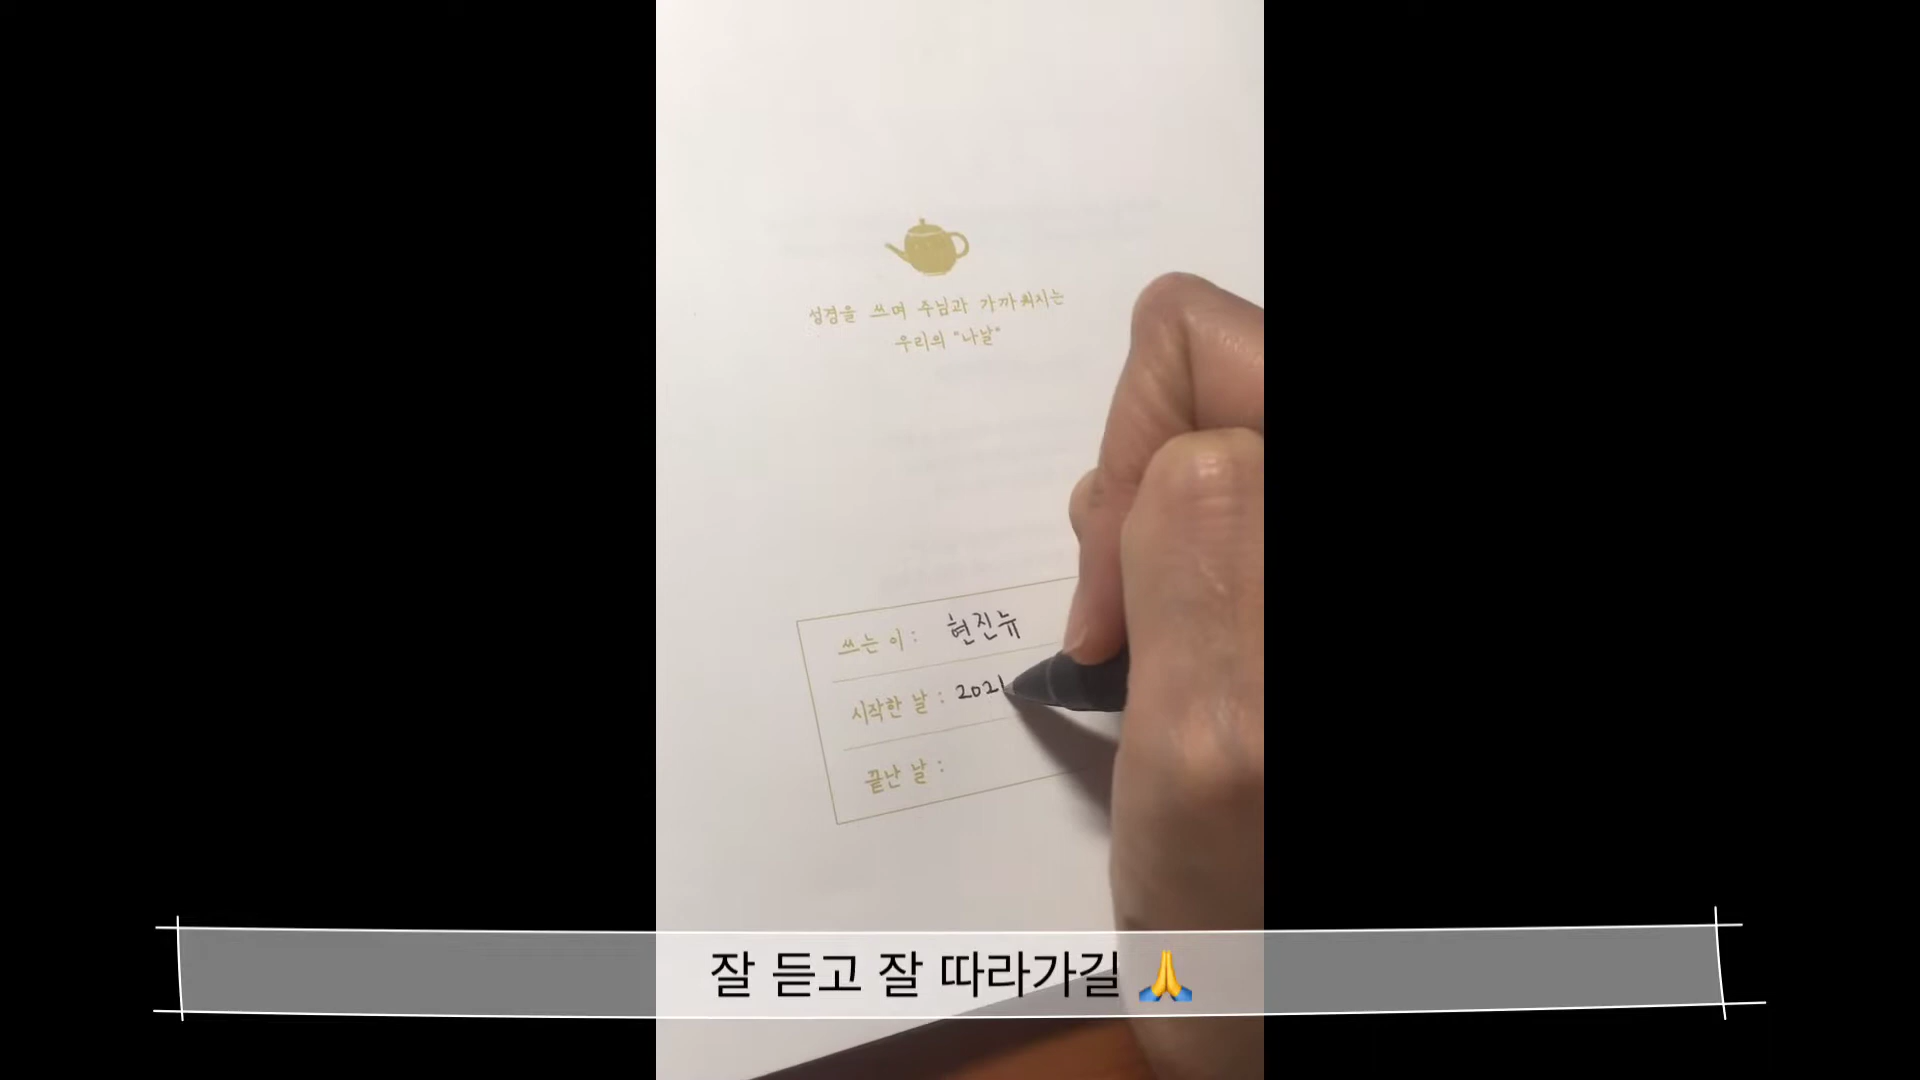 성경을 쓰며 주님과 가까워지는
우리의 "나날"
쓰는 이 : 현진뉴
시작한 날 : 2021
끝난 날 :
잘 듣고 잘 따라가길 🙏